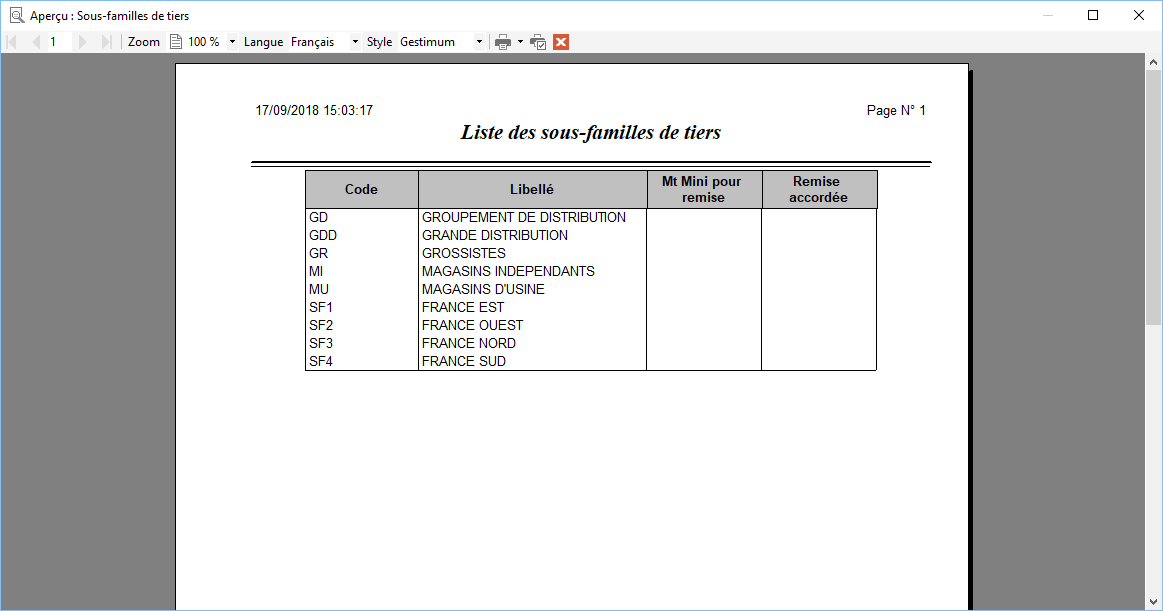 Aperçu : Sous-familles de tiers
1 Zoom 100 % Langue Français Style Gestimum
17/09/2018 15:03:17 Page N° 1
Liste des sous-familles de tiers
Code Libellé Mt Mini pour remise Remise accordée
GD GROUPEMENT DE DISTRIBUTION
GDD GRANDE DISTRIBUTION
GR GROSSISTES
MI MAGASINS INDEPENDANTS
MU MAGASINS D'USINE
SF1 FRANCE EST
SF2 FRANCE OUEST
SF3 FRANCE NORD
SF4 FRANCE SUD